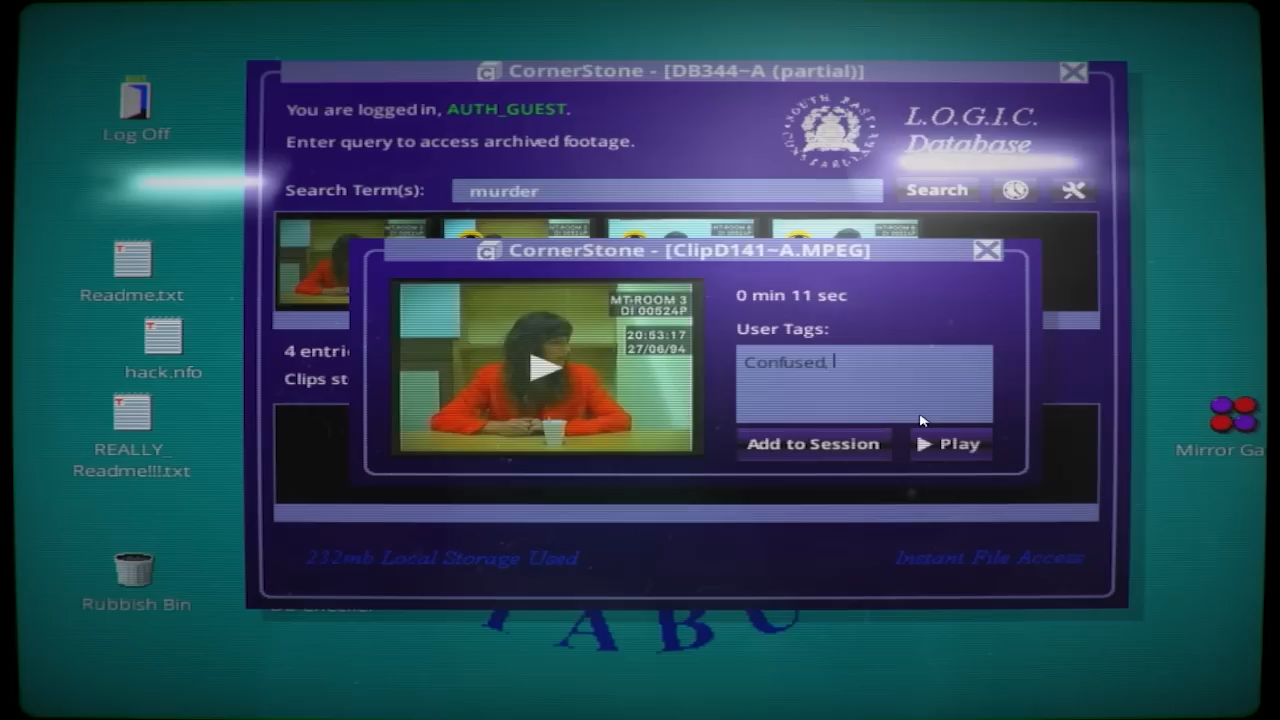 CornerStone - [DB344~A (partial)]
You are logged in, AUTH_GUEST.
Enter query to access archived footage.
L.O.G.I.C.
Database
Search Term(s):
murder
Search
CornerStone - [ClipD141~A.MPEG]
MT-ROOM 3
DI 00524P
20:53:17
27/06/94
0 min 11 sec
User Tags:
Confused,
Add to Session
Play
4 entri
Clips st
232mb Local Storage Used
Instant File Access
Log Off
Readme.txt
hack.nfo
REALLY_
Readme!!!.txt
Rubbish Bin
Mirror Ga